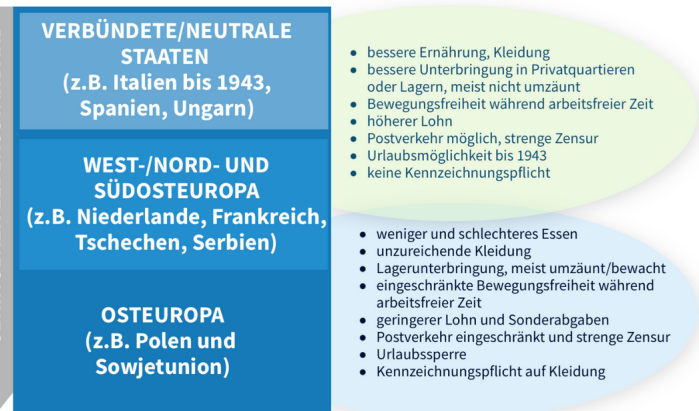 VERBÜNDETE/NEUTRALE
STAATEN
(z.B. Italien bis 1943,
Spanien, Ungarn)
WEST-/NORD- UND
SÜDOSTEUROPA
(z.B. Niederlande, Frankreich,
Tschechen, Serbien)
OSTEUROPA
(z.B. Polen und
Sowjetunion)
• bessere Ernährung, Kleidung
• bessere Unterbringung in Privatquartieren
oder Lagern, meist nicht umzäunt
• Bewegungsfreiheit während arbeitsfreier Zeit
• höherer Lohn
• Postverkehr möglich, strenge Zensur
• Urlaubsmöglichkeit bis 1943
• keine Kennzeichnungspflicht
• weniger und schlechteres Essen
• unzureichende Kleidung
• Lagerunterbringung, meist umzäunt/bewacht
• eingeschränkte Bewegungsfreiheit während
arbeitsfreier Zeit
• geringerer Lohn und Sonderabgaben
• Postverkehr eingeschränkt und strenge Zensur
• Urlaubssperre
• Kennzeichnungspflicht auf Kleidung